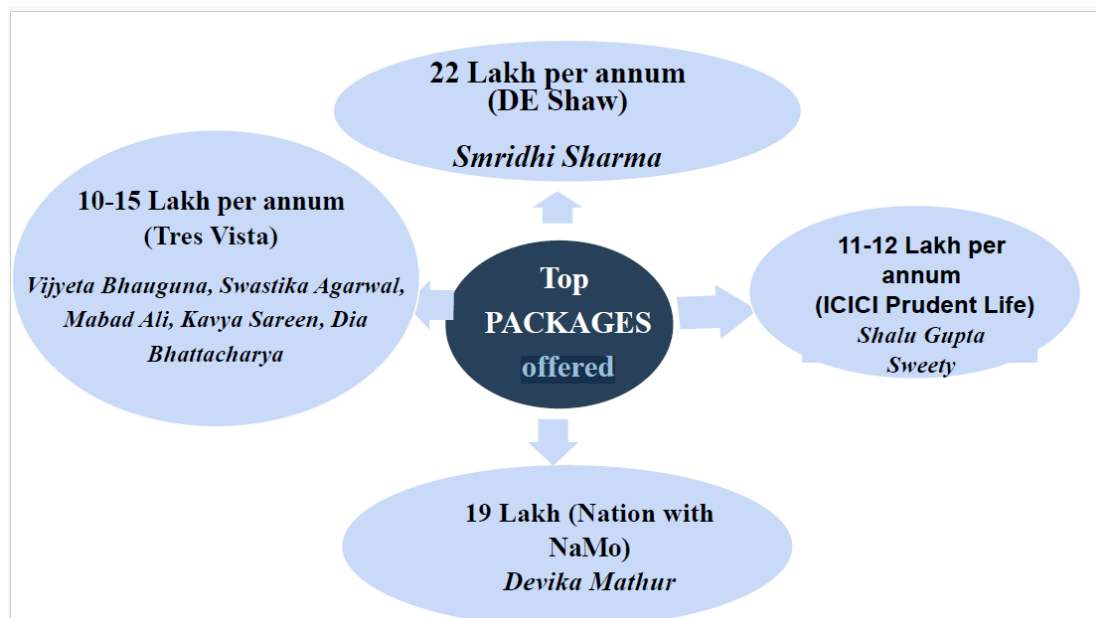 22 Lakh per annum
(DE Shaw)
Smridhi Sharma
10-15 Lakh per annum
(Tres Vista)
Vijyeta Bhauguna, Swastika Agarwal,
Mabad Ali, Kavya Sareen, Dia
Bhattacharya
Top
PACKAGES
offered
11-12 Lakh per
annum
(ICICI Prudent Life)
Shalu Gupta
Sweety
19 Lakh (Nation with
NaMo)
Devika Mathur